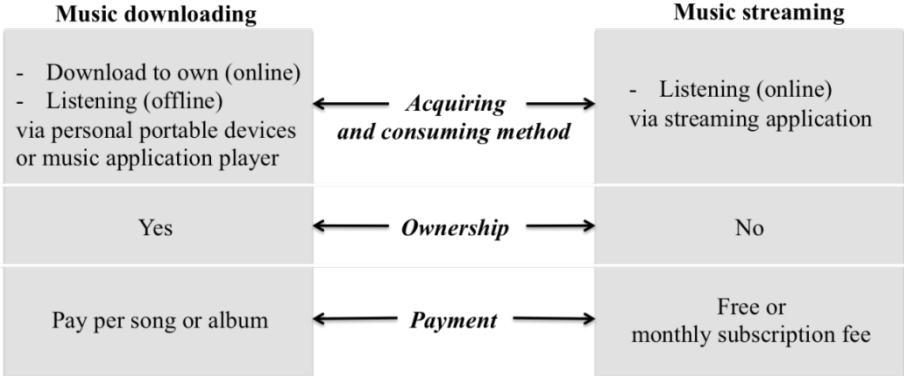 Music downloading
Music streaming
- Download to own (online)
- Listening (offline)
via personal portable devices
or music application player
Acquiring
and consuming method
- Listening (online)
via streaming application
Yes
Ownership
No
Pay per song or album
Payment
Free or
monthly subscription fee